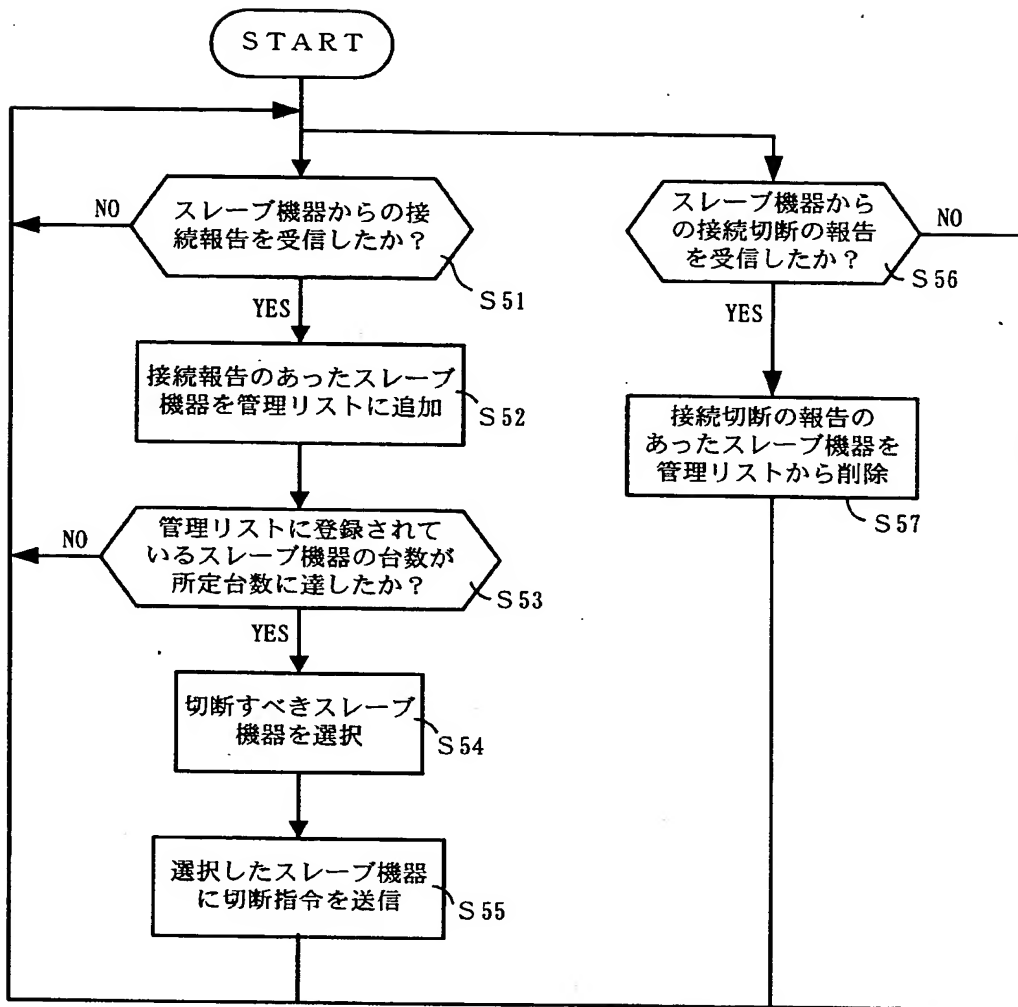 START
NO
スレーブ機器からの接
続報告を受信したか？
S51
YES
接続報告のあったスレーブ
機器を管理リストに追加
S52
NO
管理リストに登録されて
いるスレーブ機器の台数が
所定台数に達したか？
S53
YES
切断すべきスレーブ
機器を選択
S54
選択したスレーブ機器
に切断指令を送信
S55
スレーブ機器から
の接続切断の報告
を受信したか？
NO
S56
YES
接続切断の報告の
あったスレーブ機器を
管理リストから削除
S57